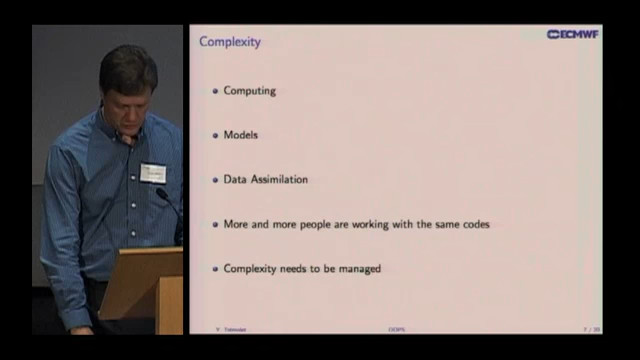 Complexity
ECMWF
Computing
Models
Data Assimilation
More and more people are working with the same codes
Complexity needs to be managed
OOPS